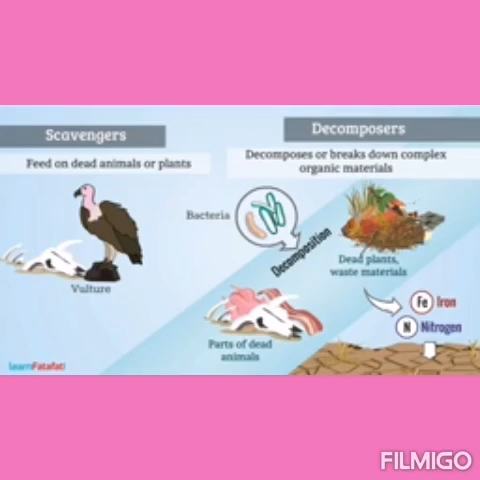 Scavengers
Feed on dead animals or plants
Vulture
Decomposers
Decomposes or breaks down complex
organic materials
Bacteria
Decomposition
Dead plants,
waste materials
Parts of dead
animals
Fe Iron
N Nitrogen
learnFatafat
FILMIGO